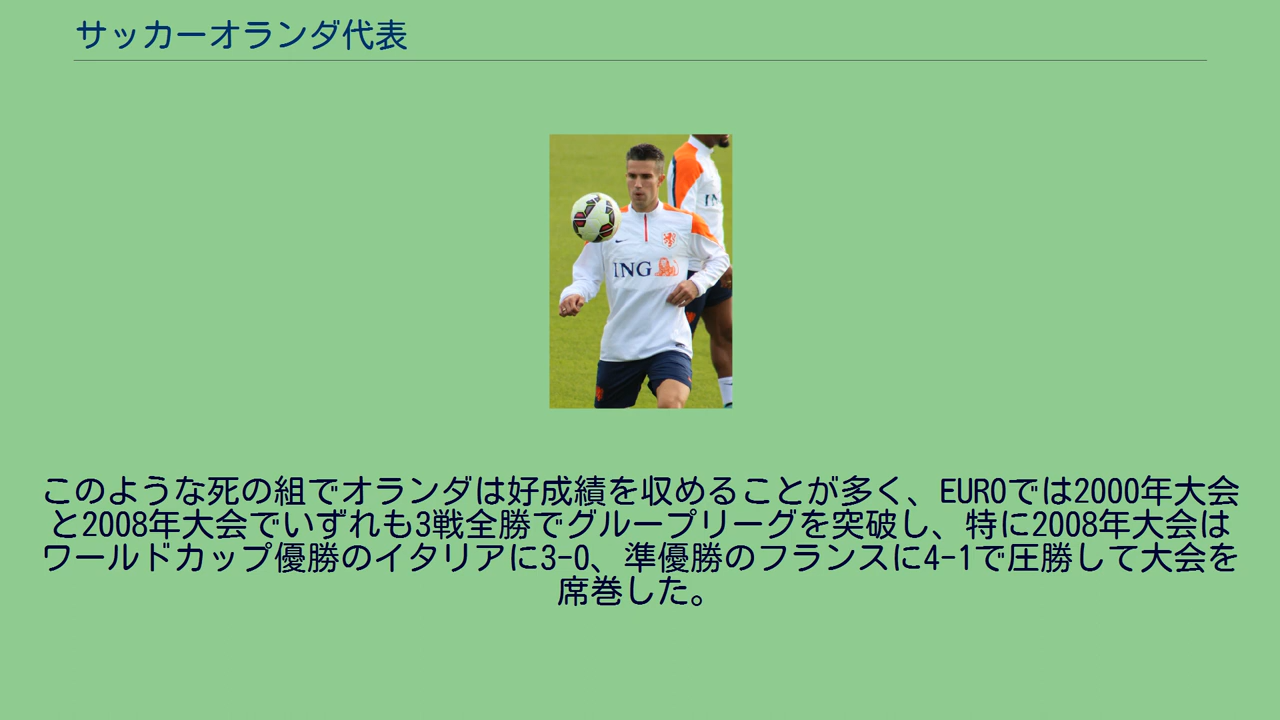 サッカーオランダ代表
IN
ING
このような死の組でオランダは好成績を収めることが多く、EUROでは2000年大会
と2008年大会でいずれも3戦全勝でグループリーグを突破し、特に2008年大会は
ワールドカップ優勝のイタリアに3-0、準優勝のフランスに4-1で圧勝して大会を
席巻した。